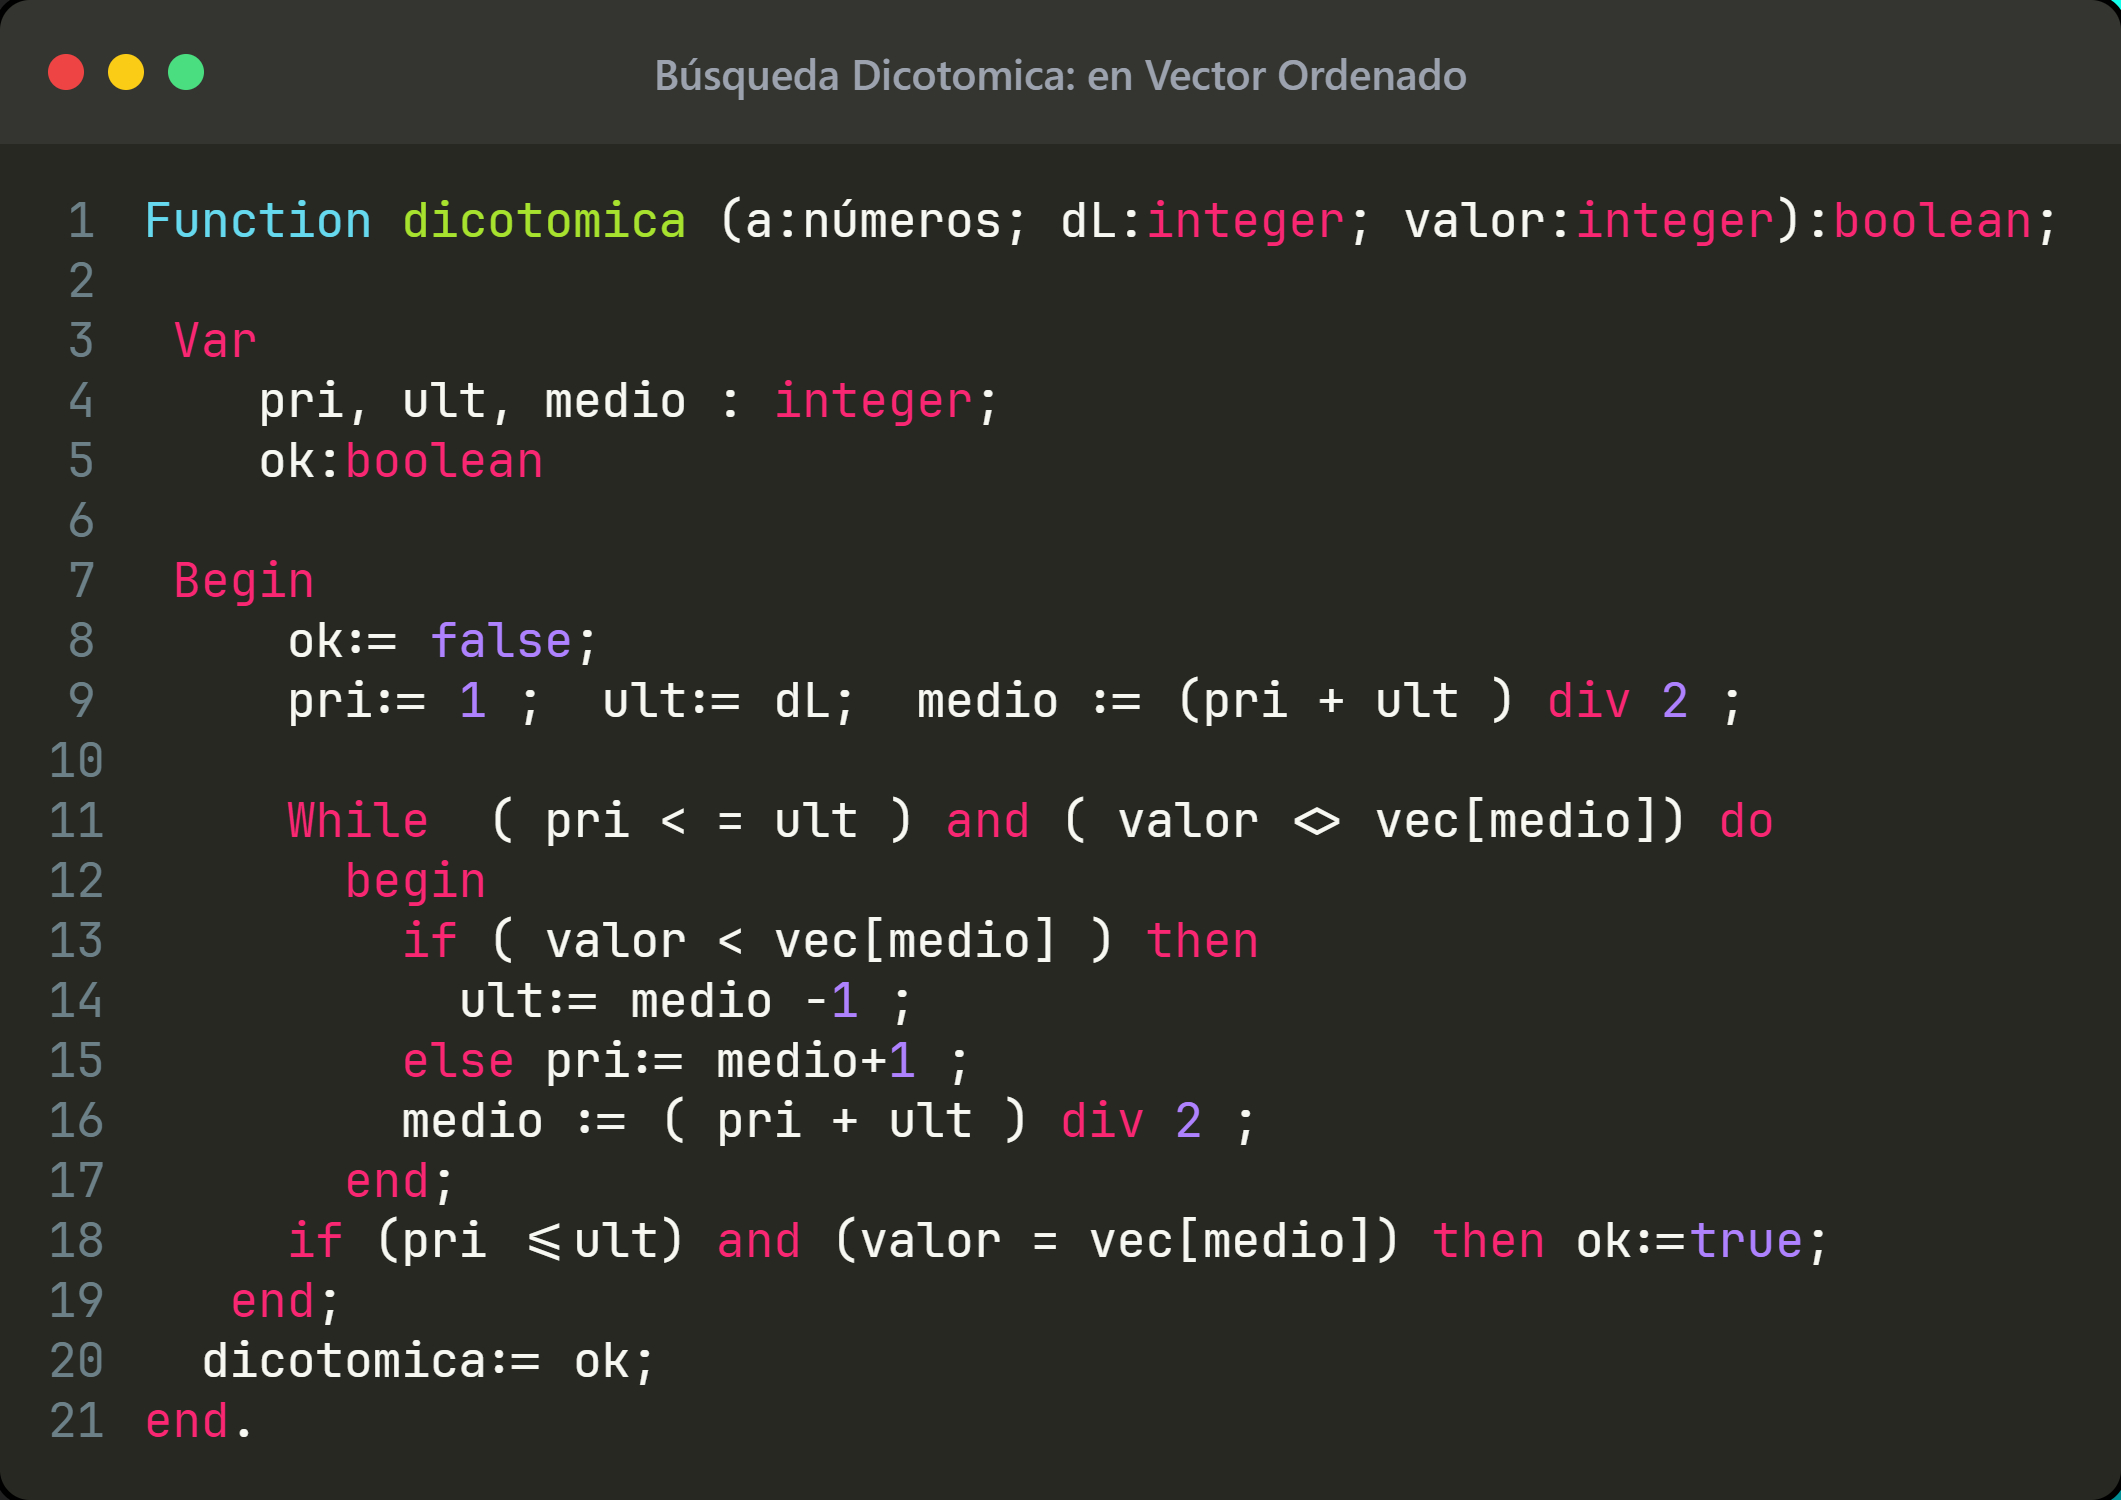 Búsqueda Dicotomica: en Vector Ordenado
1 Function dicotomica (a:números; dL:integer; valor:integer):boolean;
2
3 Var
4 pri, ult, medio : integer;
5 ok:boolean
6
7 Begin
8 ok:= false;
9 pri:= 1 ; ult:= dL; medio := (pri + ult ) div 2 ;
10
11 While ( pri < = ult ) and ( valor <> vec[medio]) do
12 begin
13 if ( valor < vec[medio] ) then
14 ult:= medio -1 ;
15 else pri:= medio+1 ;
16 medio := ( pri + ult ) div 2 ;
17 end;
18 if (pri <=ult) and (valor = vec[medio]) then ok:=true;
19 end;
20 dicotomica:= ok;
21 end.